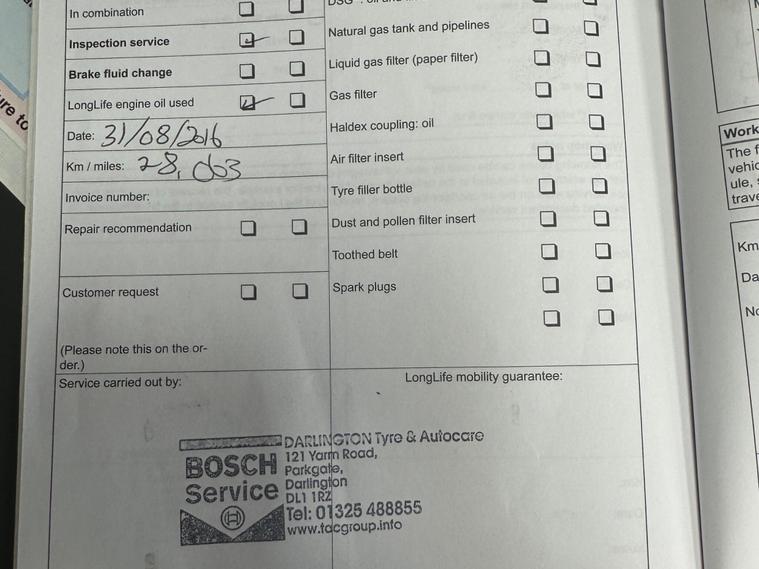 In combination
Inspection service
Brake fluid change
LongLife engine oil used
Date: 31/08/2016
Km / miles: 28,003
Invoice number:
Repair recommendation
Customer request
(Please note this on the or-
der.)
Natural gas tank and pipelines
Liquid gas filter (paper filter)
Gas filter
Haldex coupling: oil
Air filter insert
Tyre filler bottle
Dust and pollen filter insert
Toothed belt
Spark plugs
Service carried out by:
LongLife mobility guarantee:
BOSCH
Service
DARLINGTON Tyre & Autocare
121 Yarm Road,
Parkgate,
Darlington
DL1 1RZ
Tel: 01325 488855
www.tacgroup.info
Work
The f
vehic
ule,
trave
Km
Da